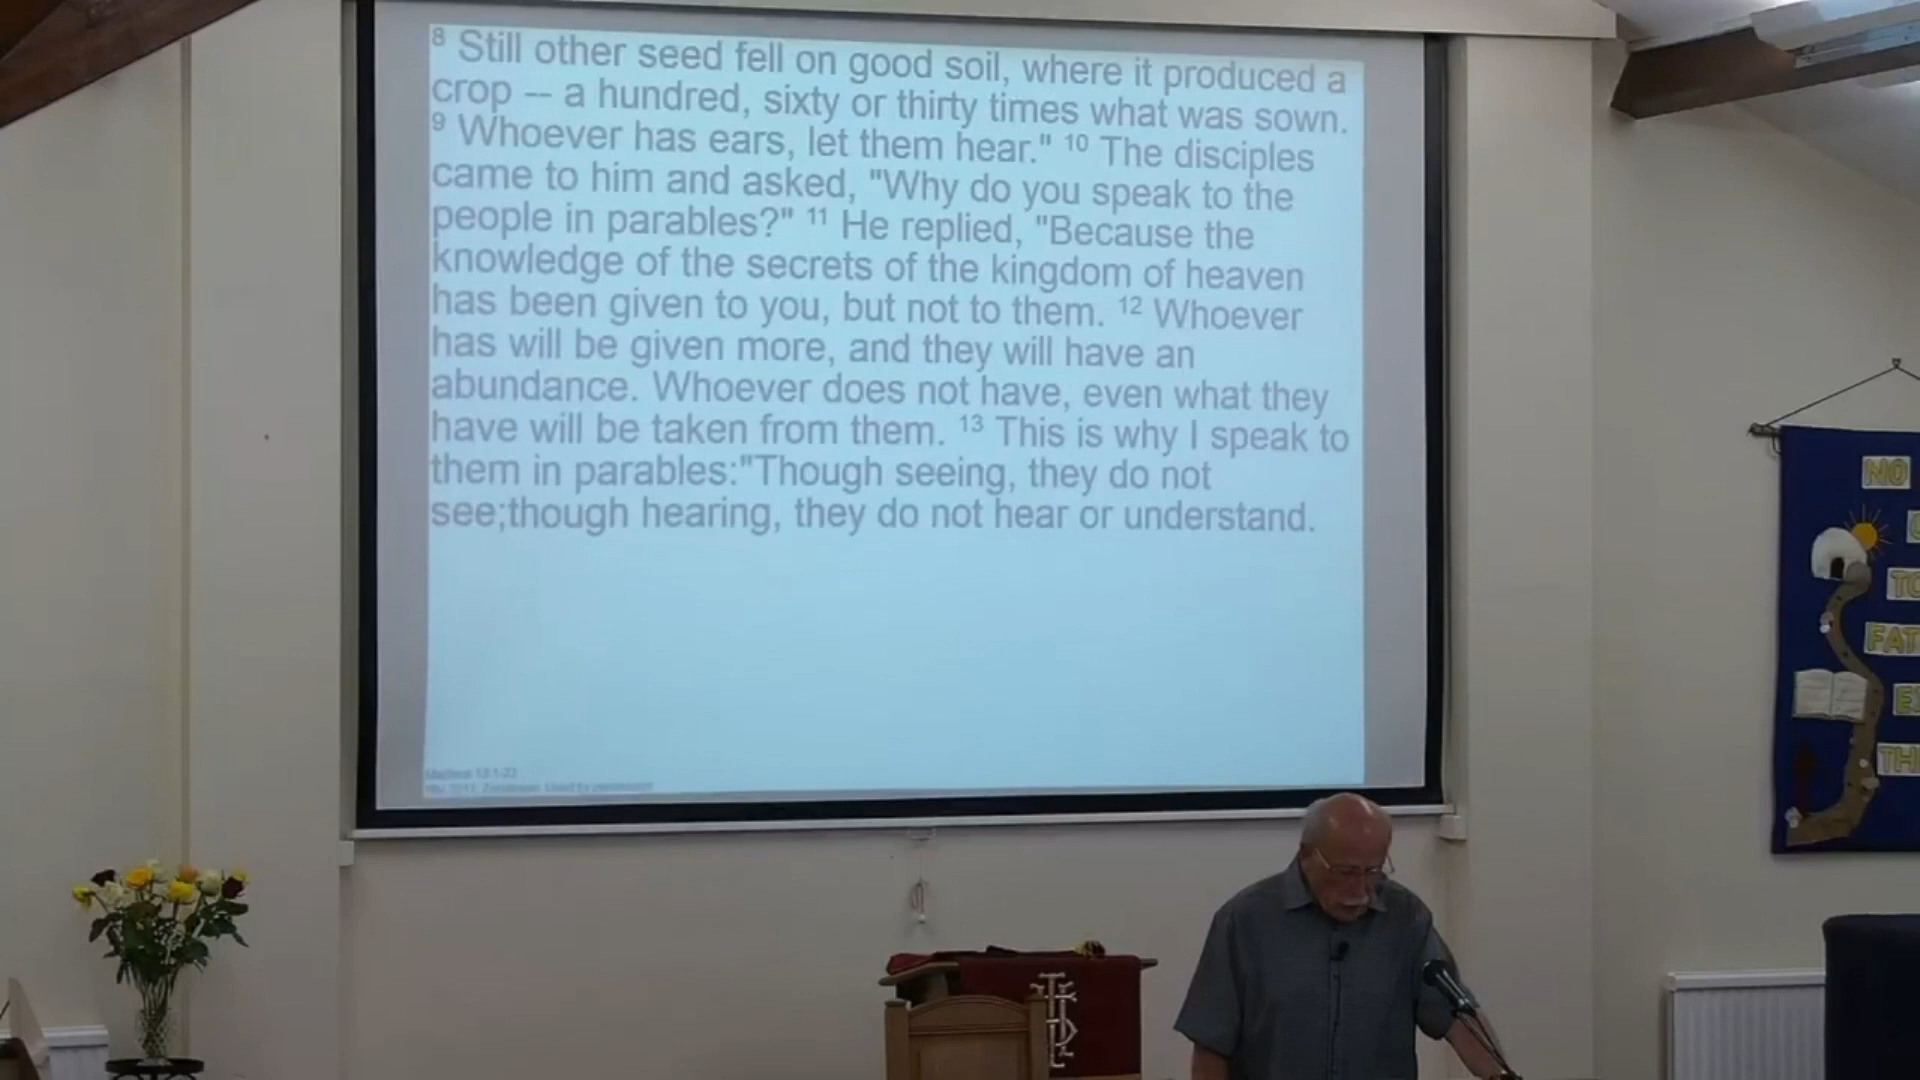 8 Still other seed fell on good soil, where it produced a
crop -- a hundred, sixty or thirty times what was sown.
9 Whoever has ears, let them hear." 10 The disciples
came to him and asked, "Why do you speak to the
people in parables?" 11 He replied, "Because the
knowledge of the secrets of the kingdom of heaven
has been given to you, but not to them. 12 Whoever
has will be given more, and they will have an
abundance. Whoever does not have, even what they
have will be taken from them. 13 This is why I speak to
them in parables:"Though seeing, they do not
see;though hearing, they do not hear or understand.
NO
TO
FAT
TH